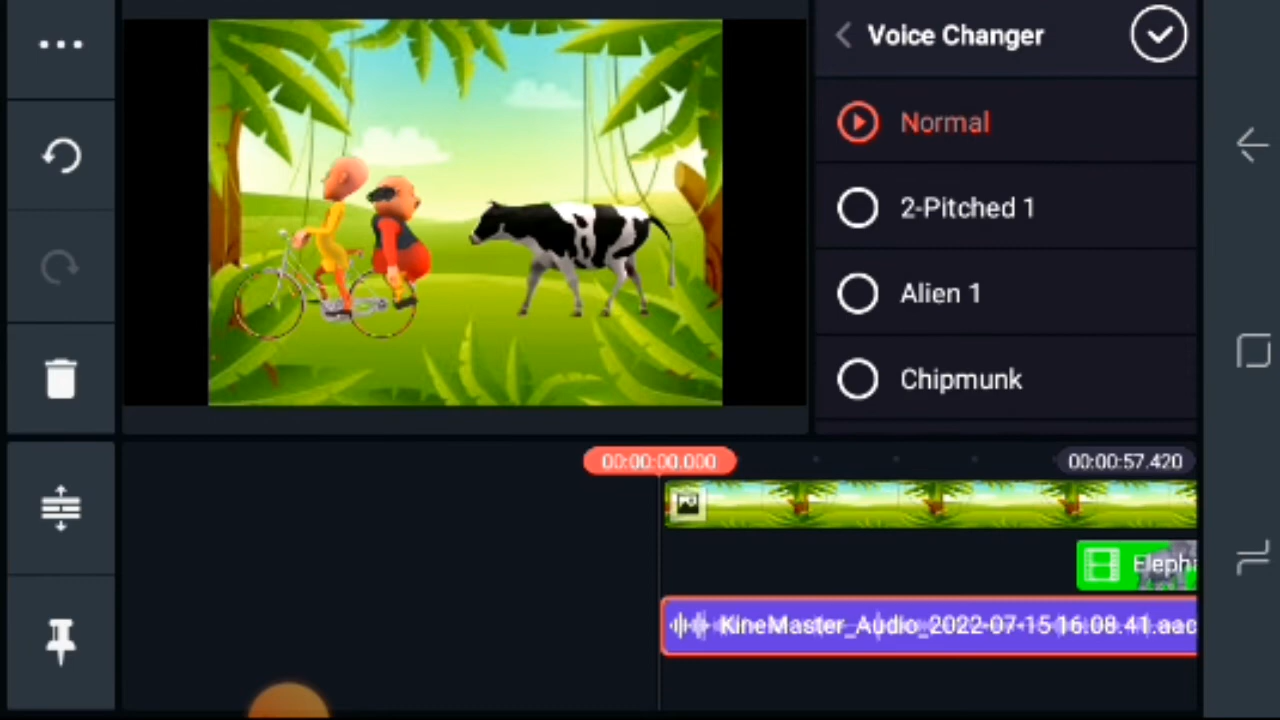 Voice Changer
Normal
2-Pitched 1
Alien 1
Chipmunk
00:00:00.000
00:00:57.420
Eleph
KineMaster_Audio_2022-07-15 16.08.41.aac